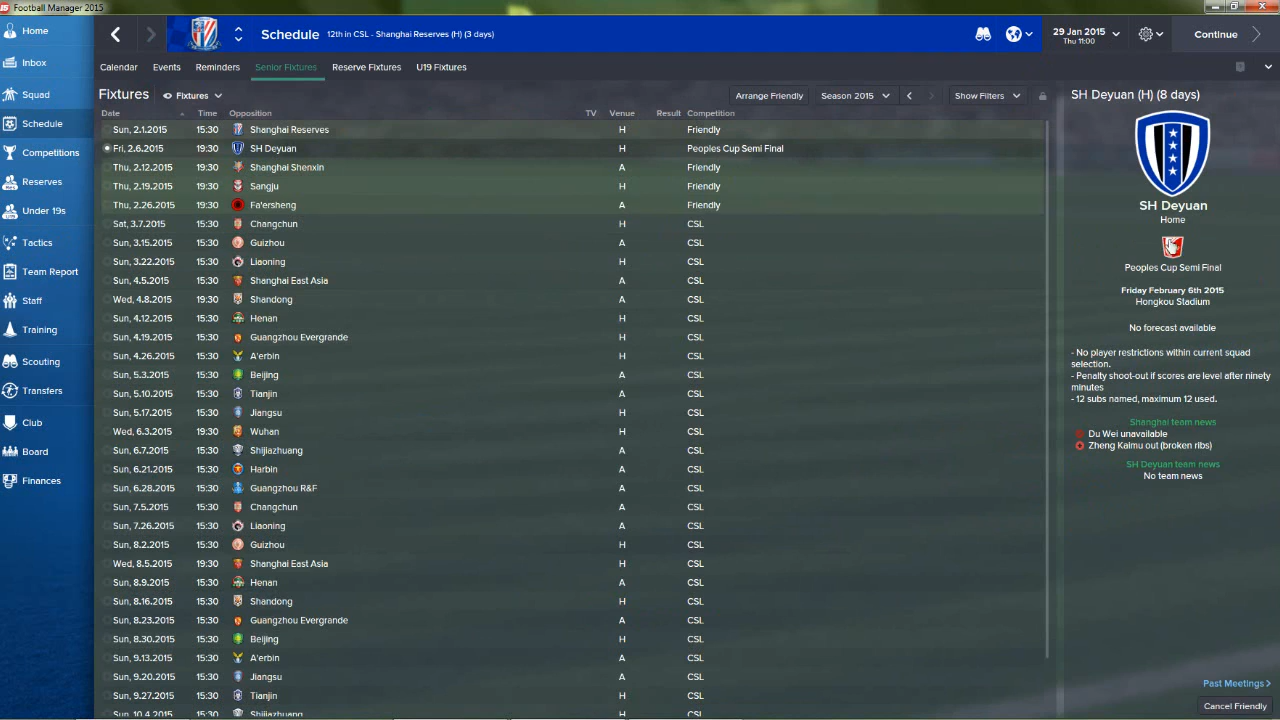 Football Manager 2015
Home
Inbox
Squad
Schedule
Competitions
Reserves
Under 19s
Tactics
Team Report
Staff
Training
Scouting
Transfers
Club
Board
Finances
Schedule 12th in CSL - Shanghai Reserves (H) (3 days)
29 Jan 2015
Thu 11:00
Continue
Calendar Events Reminders Senior Fixtures Reserve Fixtures U19 Fixtures
Fixtures Fixtures Arrange Friendly Season 2015 Show Filters
Date Time Opposition TV Venue Result Competition
Sun, 2.1.2015 15:30 Shanghai Reserves H Friendly
Fri, 2.6.2015 19:30 SH Deyuan H Peoples Cup Semi Final
Thu, 2.12.2015 19:30 Shanghai Shenxin A Friendly
Thu, 2.19.2015 19:30 Sangju H Friendly
Thu, 2.26.2015 19:30 Fa'ersheng A Friendly
Sat, 3.7.2015 15:30 Changchun H CSL
Sun, 3.15.2015 15:30 Guizhou A CSL
Sun, 3.22.2015 15:30 Liaoning H CSL
Sun, 4.5.2015 15:30 Shanghai East Asia A CSL
Wed, 4.8.2015 19:30 Shandong A CSL
Sun, 4.12.2015 15:30 Henan H CSL
Sun, 4.19.2015 15:30 Guangzhou Evergrande H CSL
Sun, 4.26.2015 15:30 A'erbin H CSL
Sun, 5.3.2015 15:30 Beijing A CSL
Sun, 5.10.2015 15:30 Tianjin A CSL
Sun, 5.17.2015 15:30 Jiangsu H CSL
Wed, 6.3.2015 19:30 Wuhan H CSL
Sun, 6.7.2015 15:30 Shijiazhuang A CSL
Sun, 6.21.2015 15:30 Harbin A CSL
Sun, 6.28.2015 15:30 Guangzhou R&F A CSL
Sun, 7.5.2015 15:30 Changchun A CSL
Sun, 7.26.2015 15:30 Liaoning A CSL
Sun, 8.2.2015 15:30 Guizhou H CSL
Wed, 8.5.2015 19:30 Shanghai East Asia H CSL
Sun, 8.9.2015 15:30 Henan A CSL
Sun, 8.16.2015 15:30 Shandong H CSL
Sun, 8.23.2015 15:30 Guangzhou Evergrande A CSL
Sun, 8.30.2015 15:30 Beijing H CSL
Sun, 9.13.2015 15:30 A'erbin A CSL
Sun, 9.20.2015 15:30 Jiangsu A CSL
Sun, 9.27.2015 15:30 Tianjin H CSL
Sun, 10.4.2015 15:30 Shijiazhuang H CSL
SH Deyuan (H) (8 days)
SH Deyuan
Home
Peoples Cup Semi Final
Friday February 6th 2015
Hongkou Stadium
No forecast available
- No player restrictions within current squad
selection.
- Penalty shoot-out if scores are level after ninety
minutes
- 12 subs named, maximum 12 used.
Shanghai team news
Du Wei unavailable
Zheng Kaimu out (broken ribs)
SH Deyuan team news
No team news
Past Meetings
Cancel Friendly